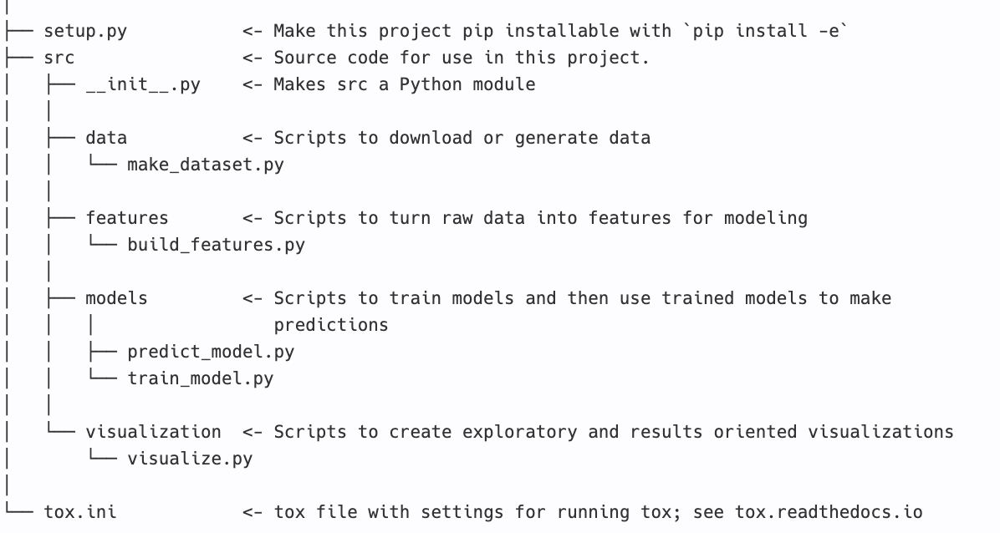 │
├── setup.py           <- Make this project pip installable with `pip install -e`
├── src                <- Source code for use in this project.
│   ├── __init__.py    <- Makes src a Python module
│   │
│   ├── data           <- Scripts to download or generate data
│   │   └── make_dataset.py
│   │
│   ├── features       <- Scripts to turn raw data into features for modeling
│   │   └── build_features.py
│   │
│   ├── models         <- Scripts to train models and then use trained models to make
│   │   │                 predictions
│   │   ├── predict_model.py
│   │   └── train_model.py
│   │
│   └── visualization  <- Scripts to create exploratory and results oriented visualizations
│       └── visualize.py
│
└── tox.ini            <- tox file with settings for running tox; see tox.readthedocs.io